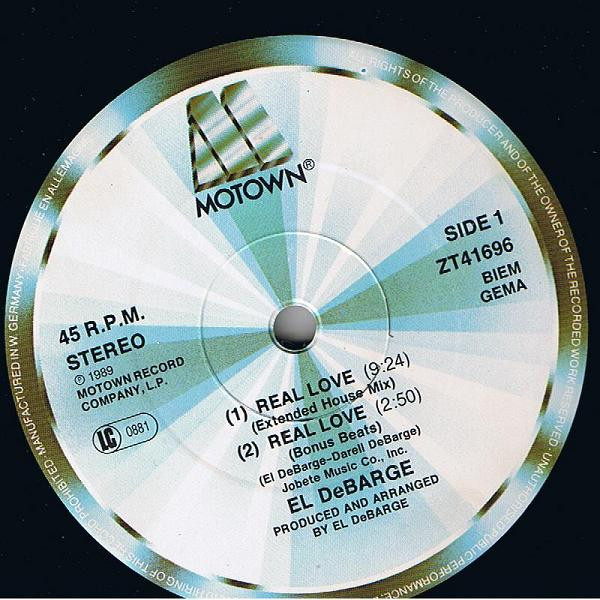 MOTOWN®
SIDE 1
ZT41696
BIEM
GEMA
45 R.P.M.
STEREO
℗ 1989
MOTOWN RECORD
COMPANY, L.P.
LC 0881
(1) REAL LOVE (9:24)
(Extended House Mix)
(2) REAL LOVE (2:50)
(Bonus Beats)
(El DeBarge-Darell DeBarge)
Jobete Music Co., Inc.
EL DeBARGE
PRODUCED AND ARRANGED
BY EL DeBARGE
ALL RIGHTS OF THE PRODUCER AND OF THE OWNER OF THE RECORDED WORK RESERVED · UNAUTHORISED PUBLIC PERFORMANCE,
HIRING OF THIS RECORD PROHIBITED · MANUFACTURED IN W. GERMANY
EN ALLEMA